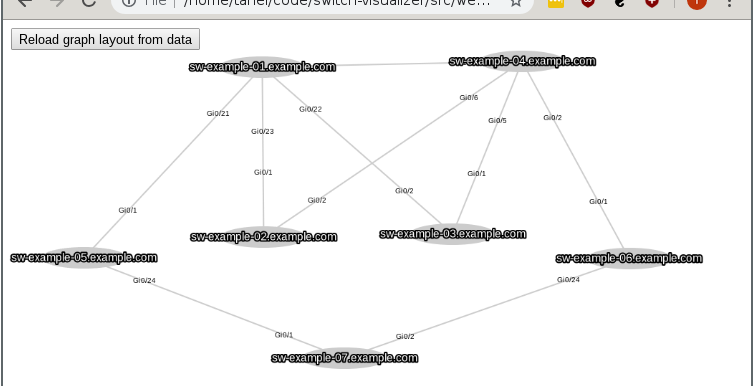 File
/home/tanel/code/switch-visualizer/src/we...
Reload graph layout from data
sw-example-01.example.com
sw-example-04.example.com
Gi0/6
Gi0/21
Gi0/22
Gi0/5
Gi0/2
Gi0/23
Gi0/1
Gi0/1
Gi0/2
Gi0/2
Gi0/1
Gi0/1
sw-example-02.example.com
sw-example-03.example.com
sw-example-05.example.com
sw-example-06.example.com
Gi0/24
Gi0/24
Gi0/1
Gi0/2
sw-example-07.example.com